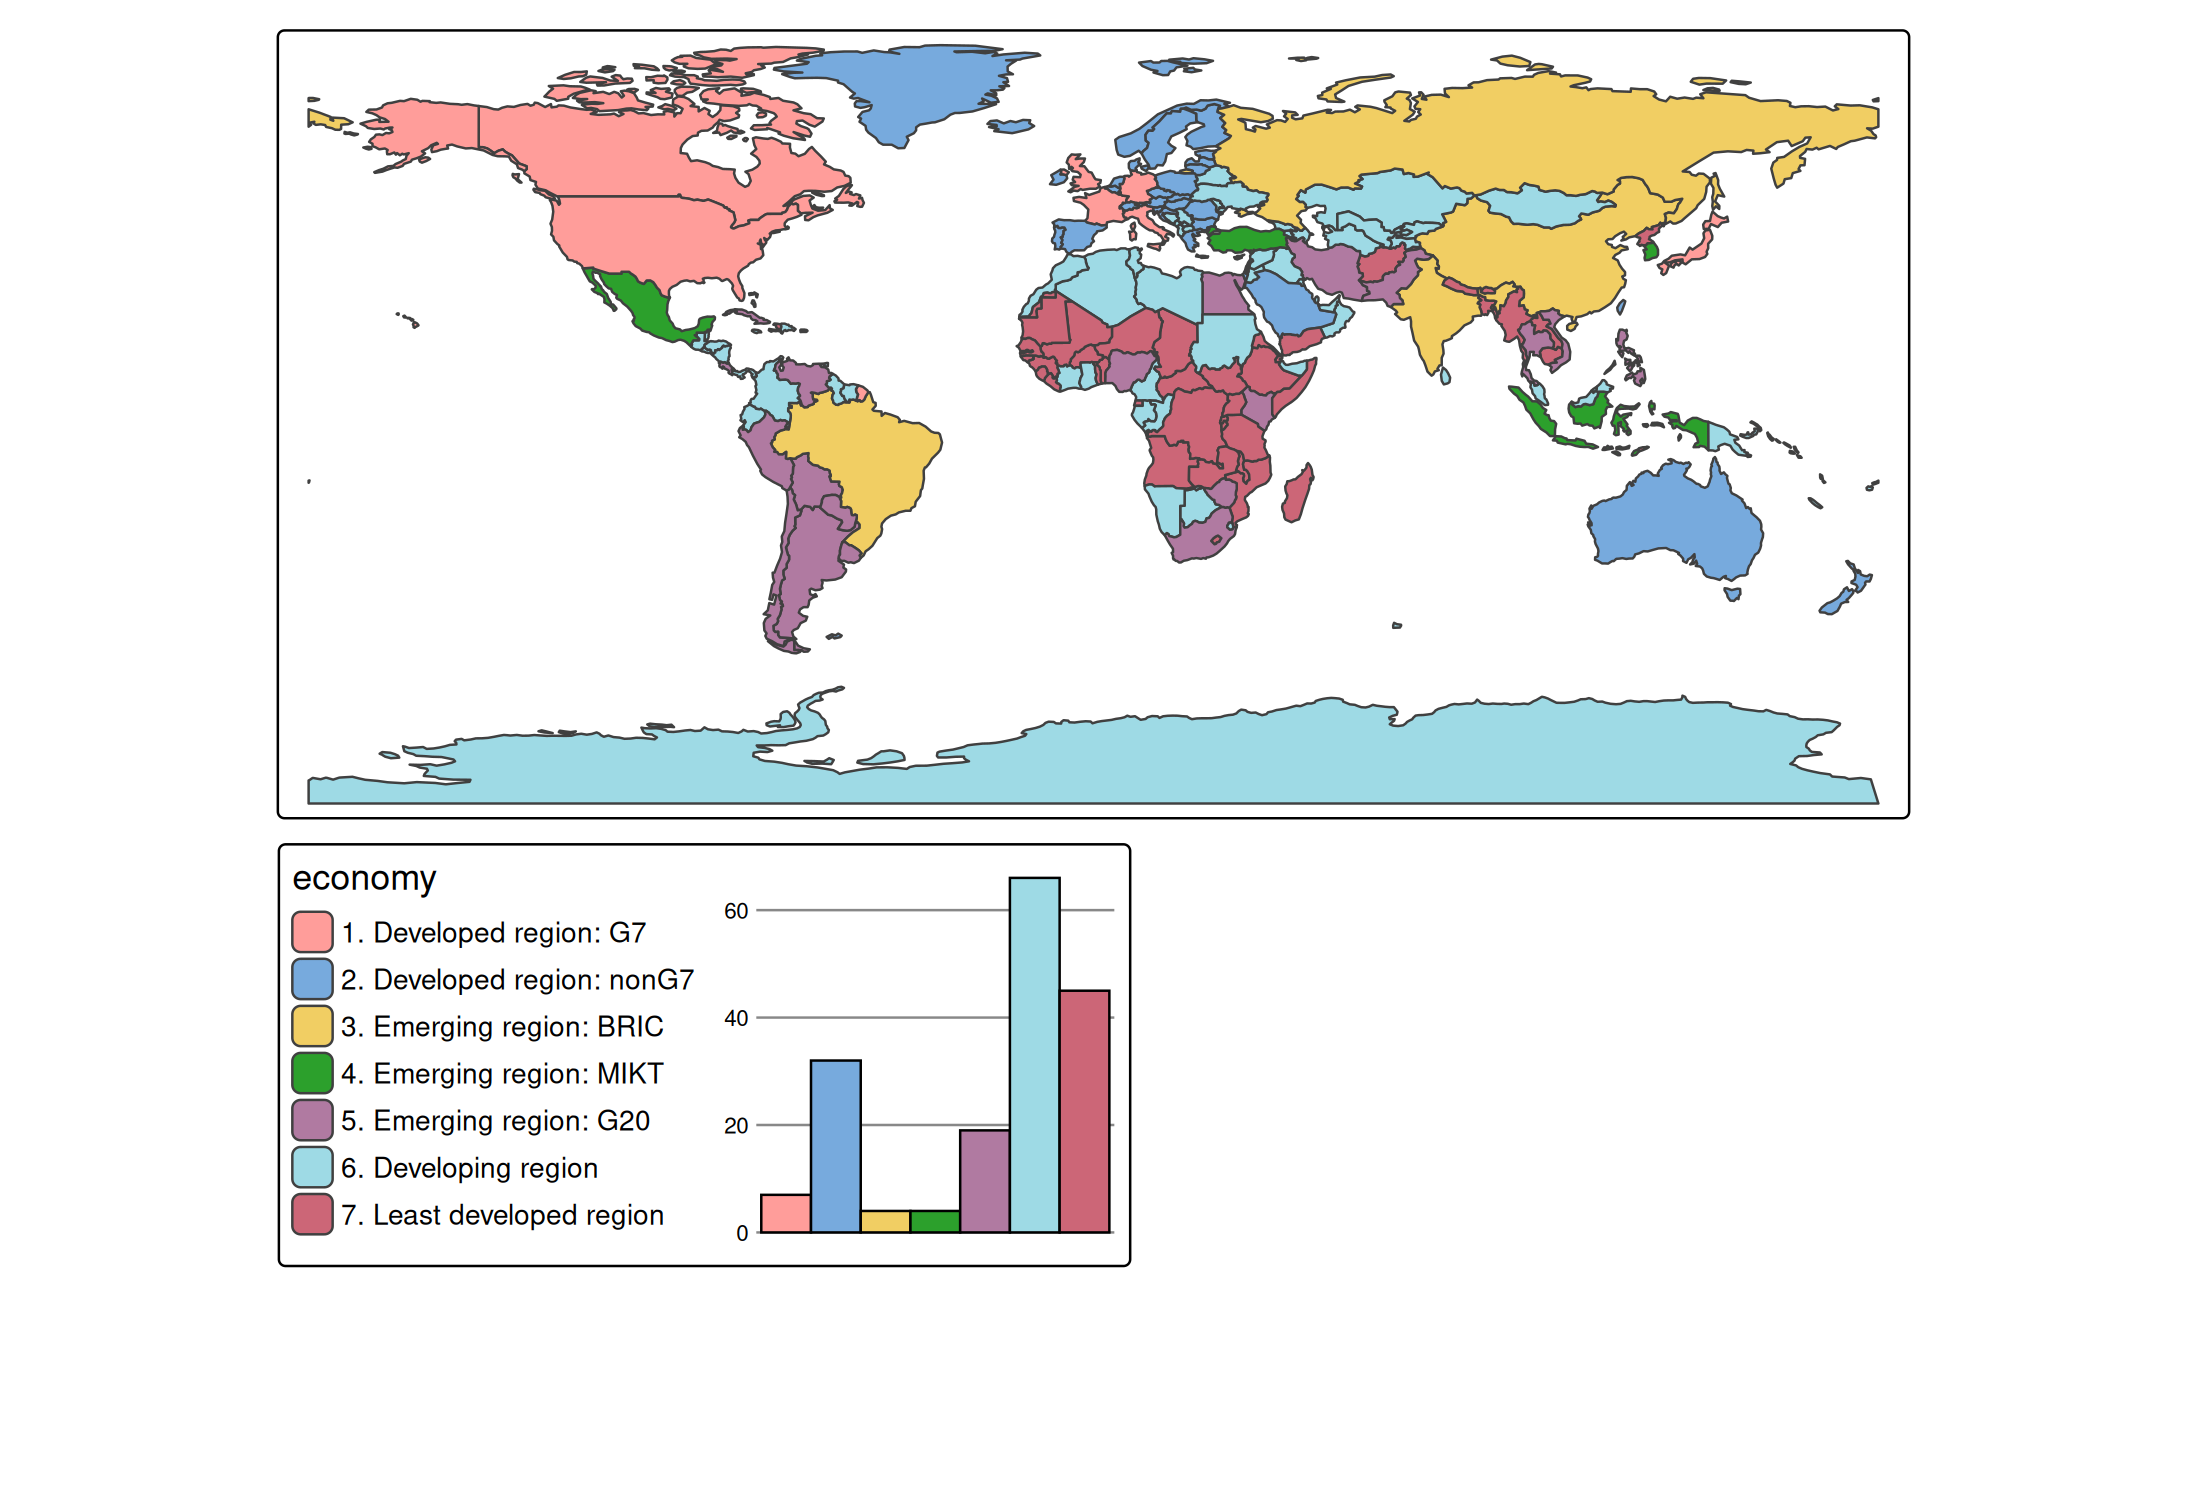 economy
1. Developed region: G7
2. Developed region: nonG7
3. Emerging region: BRIC
4. Emerging region: MIKT
5. Emerging region: G20
6. Developing region
7. Least developed region
60
40
20
0